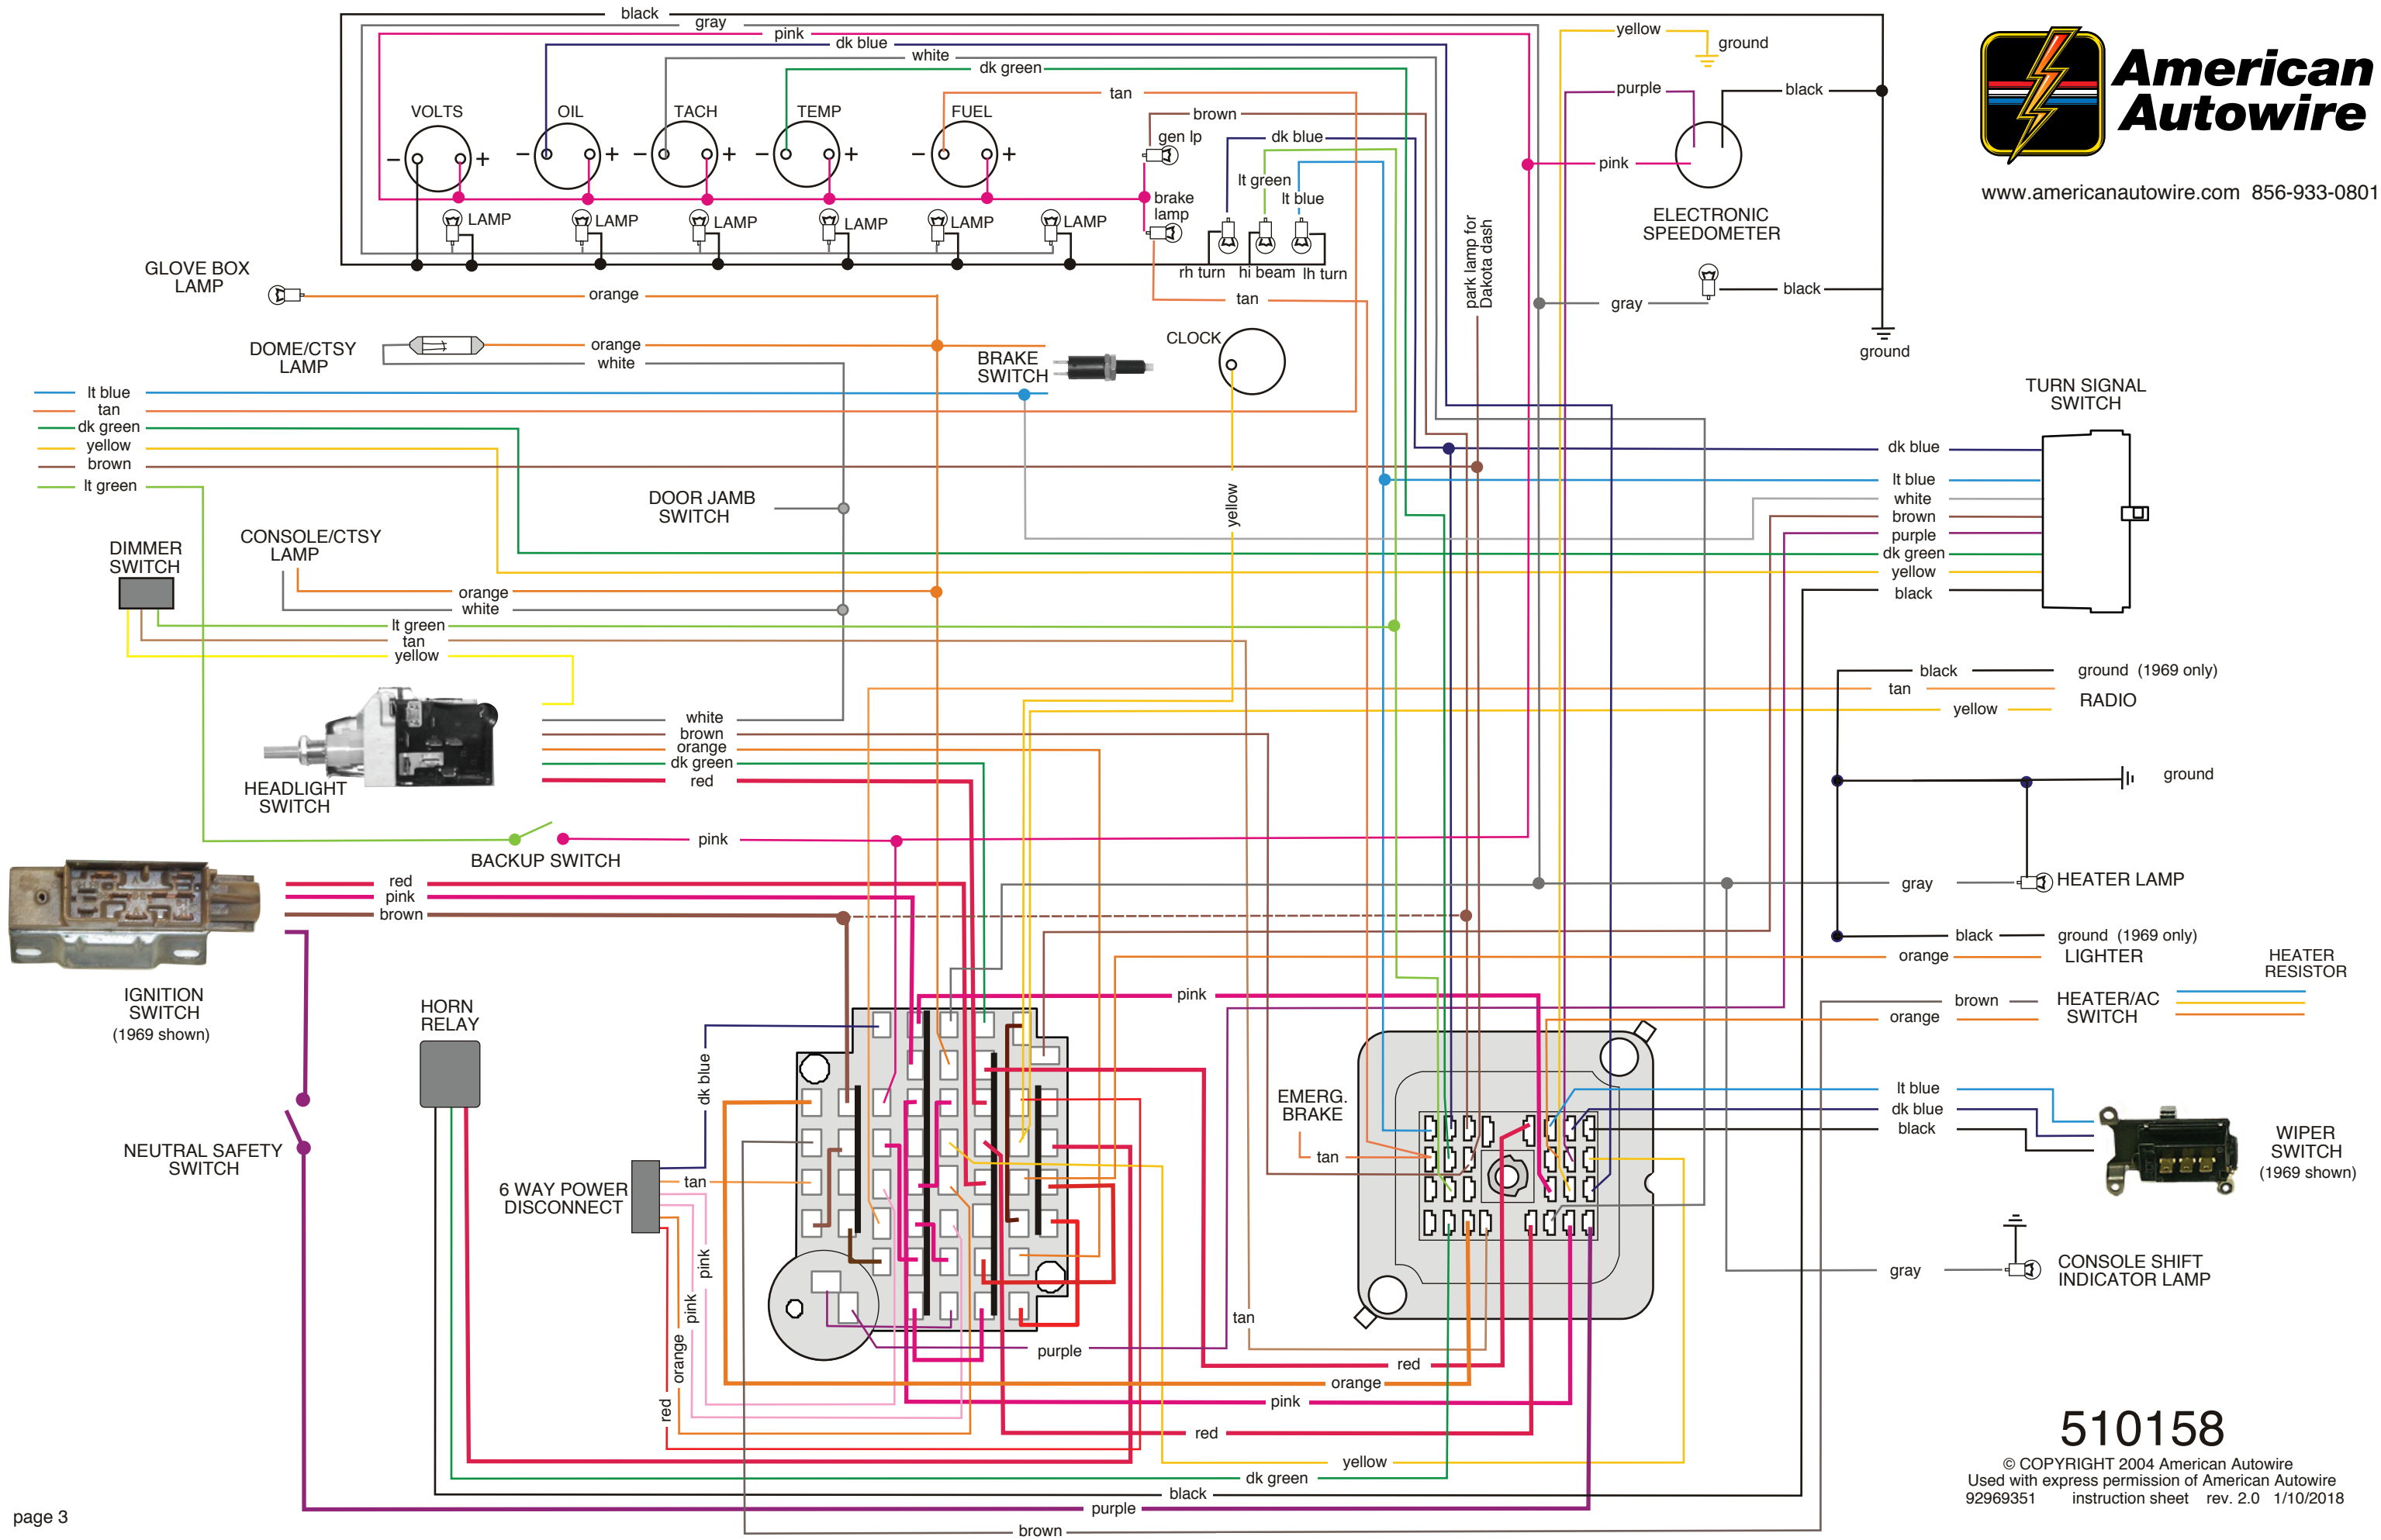 black
gray
pink
dk blue
white
dk green
tan
brown
yellow
ground
American
Autowire
www.americanautowire.com 856-933-0801
VOLTS
OIL
TACH
TEMP
FUEL
gen lp
dk blue
purple
black
pink
lt green
lt blue
brake
lamp
LAMP
LAMP
LAMP
LAMP
LAMP
LAMP
rh turn
hi beam
lh turn
park lamp for
Dakota dash
ELECTRONIC
SPEEDOMETER
GLOVE BOX
LAMP
orange
tan
gray
black
ground
DOME/CTSY
LAMP
orange
white
BRAKE
SWITCH
CLOCK
TURN SIGNAL
SWITCH
lt blue
tan
dk green
yellow
brown
lt green
dk blue
lt blue
white
brown
purple
dk green
yellow
black
DOOR JAMB
SWITCH
yellow
DIMMER
SWITCH
CONSOLE/CTSY
LAMP
orange
white
lt green
tan
yellow
black
ground (1969 only)
tan
RADIO
yellow
HEADLIGHT
SWITCH
white
brown
orange
dk green
red
ground
pink
BACKUP SWITCH
red
pink
brown
gray
HEATER LAMP
black
ground (1969 only)
orange
LIGHTER
HEATER
RESISTOR
IGNITION
SWITCH
(1969 shown)
HORN
RELAY
pink
brown
orange
HEATER/AC
SWITCH
dk blue
EMERG.
BRAKE
tan
lt blue
dk blue
black
WIPER
SWITCH
(1969 shown)
NEUTRAL SAFETY
SWITCH
6 WAY POWER
DISCONNECT
tan
pink
pink
orange
red
tan
gray
CONSOLE SHIFT
INDICATOR LAMP
purple
red
orange
pink
red
yellow
dk green
black
purple
brown
510158
© COPYRIGHT 2004 American Autowire
Used with express permission of American Autowire
92969351 instruction sheet rev. 2.0 1/10/2018
page 3